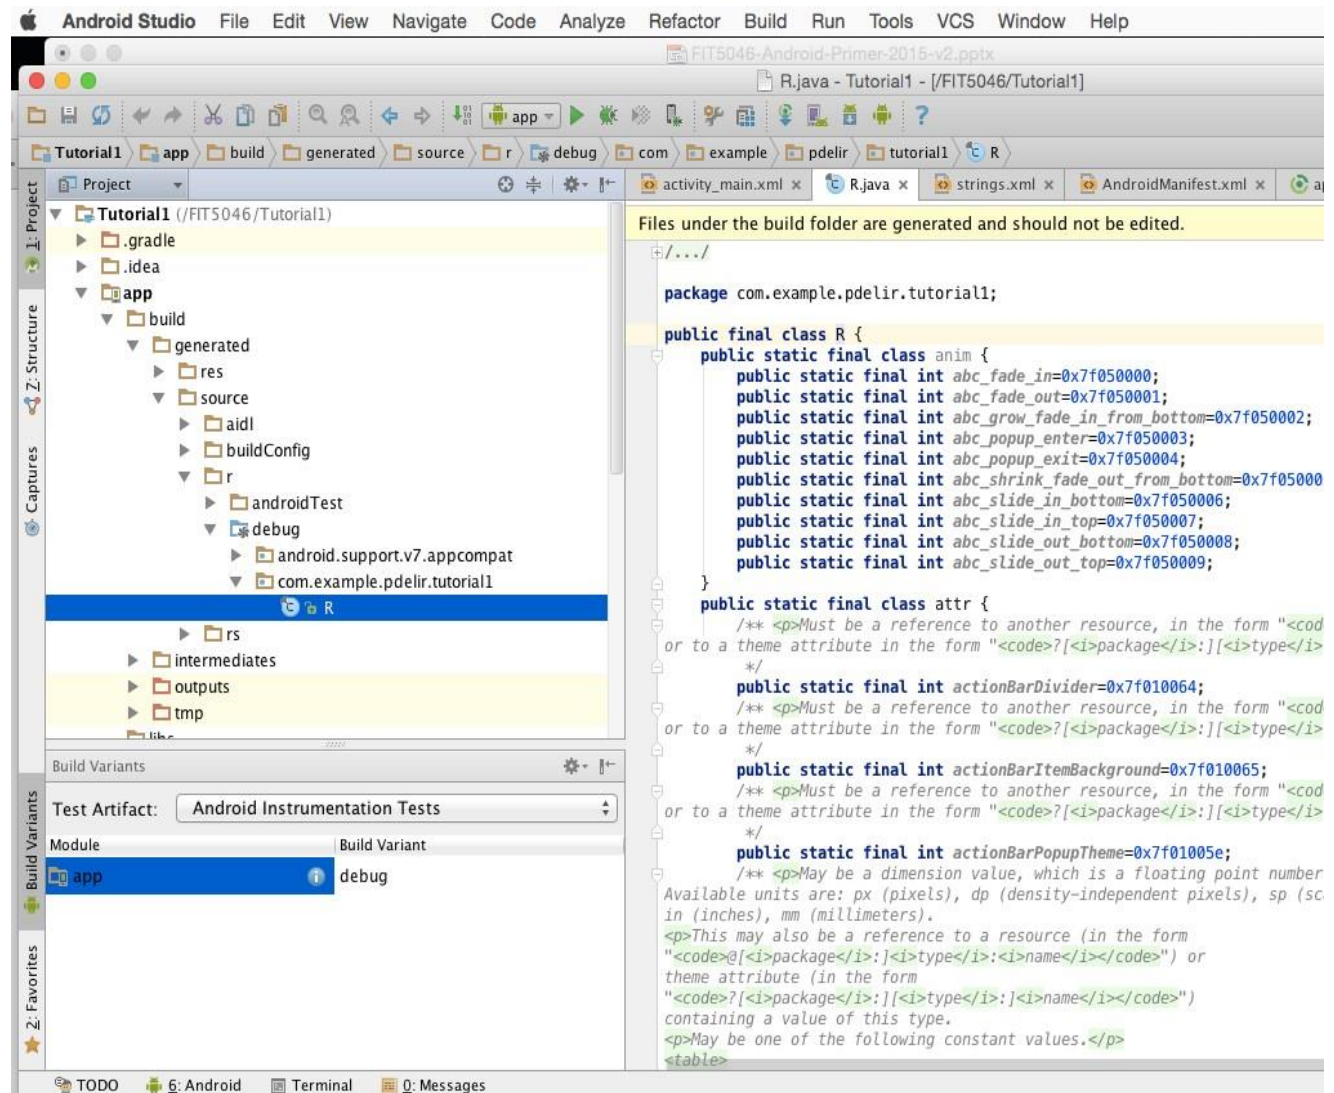 Android Studio File Edit View Navigate Code Analyze Refactor Build Run Tools VCS Window Help
FIT5046-Android-Primer-2015-v2.pptx
R.java - Tutorial1 - [/FIT5046/Tutorial1]
app
Tutorial1 app build generated source r debug com example pdelir tutorial1 R
Project
activity_main.xml R.java strings.xml AndroidManifest.xml ap
1: Project
Z: Structure
Captures
Build Variants
2: Favorites
Tutorial1 (/FIT5046/Tutorial1)
.gradle
.idea
app
build
generated
res
source
aidl
buildConfig
r
androidTest
debug
android.support.v7.appcompat
com.example.pdelir.tutorial1
R
rs
intermediates
outputs
tmp
libs
Build Variants
Test Artifact: Android Instrumentation Tests
Module Build Variant
app debug
Files under the build folder are generated and should not be edited.
/.../
package com.example.pdelir.tutorial1;
public final class R {
public static final class anim {
public static final int abc_fade_in=0x7f050000;
public static final int abc_fade_out=0x7f050001;
public static final int abc_grow_fade_in_from_bottom=0x7f050002;
public static final int abc_popup_enter=0x7f050003;
public static final int abc_popup_exit=0x7f050004;
public static final int abc_shrink_fade_out_from_bottom=0x7f05000
public static final int abc_slide_in_bottom=0x7f050006;
public static final int abc_slide_in_top=0x7f050007;
public static final int abc_slide_out_bottom=0x7f050008;
public static final int abc_slide_out_top=0x7f050009;
}
public static final class attr {
/** <p>Must be a reference to another resource, in the form "<cod
or to a theme attribute in the form "<code>?[<i>package</i>:][<i>type</i>
*/
public static final int actionBarDivider=0x7f010064;
/** <p>Must be a reference to another resource, in the form "<cod
or to a theme attribute in the form "<code>?[<i>package</i>:][<i>type</i>
*/
public static final int actionBarItemBackground=0x7f010065;
/** <p>Must be a reference to another resource, in the form "<cod
or to a theme attribute in the form "<code>?[<i>package</i>:][<i>type</i>
*/
public static final int actionBarPopupTheme=0x7f01005e;
/** <p>May be a dimension value, which is a floating point number
Available units are: px (pixels), dp (density-independent pixels), sp (sc
in (inches), mm (millimeters).
<p>This may also be a reference to a resource (in the form
"<code>@[<i>package</i>:]<i>type</i>:<i>name</i></code>") or
theme attribute (in the form
"<code>?[<i>package</i>:][<i>type</i>:]<i>name</i></code>")
containing a value of this type.
<p>May be one of the following constant values.</p>
<table>
TODO 6: Android Terminal 0: Messages